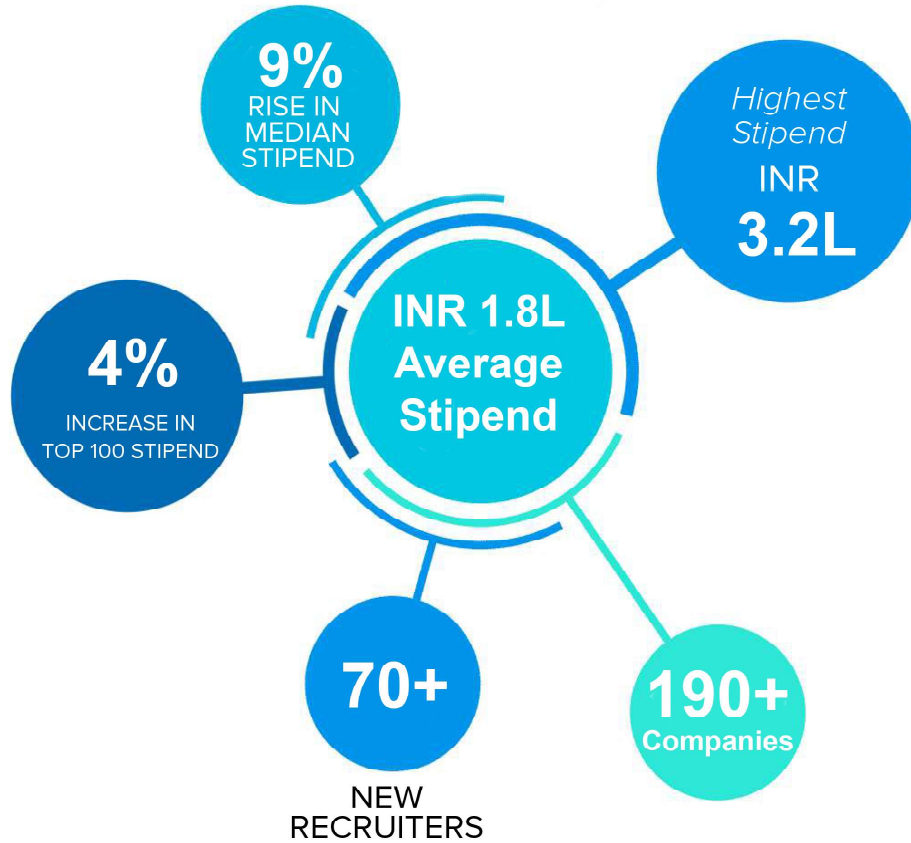 9%
RISE IN
MEDIAN
STIPEND
Highest
Stipend
INR
3.2L
INR 1.8L
Average
Stipend
4%
INCREASE IN
TOP 100 STIPEND
70+
NEW
RECRUITERS
190+
Companies